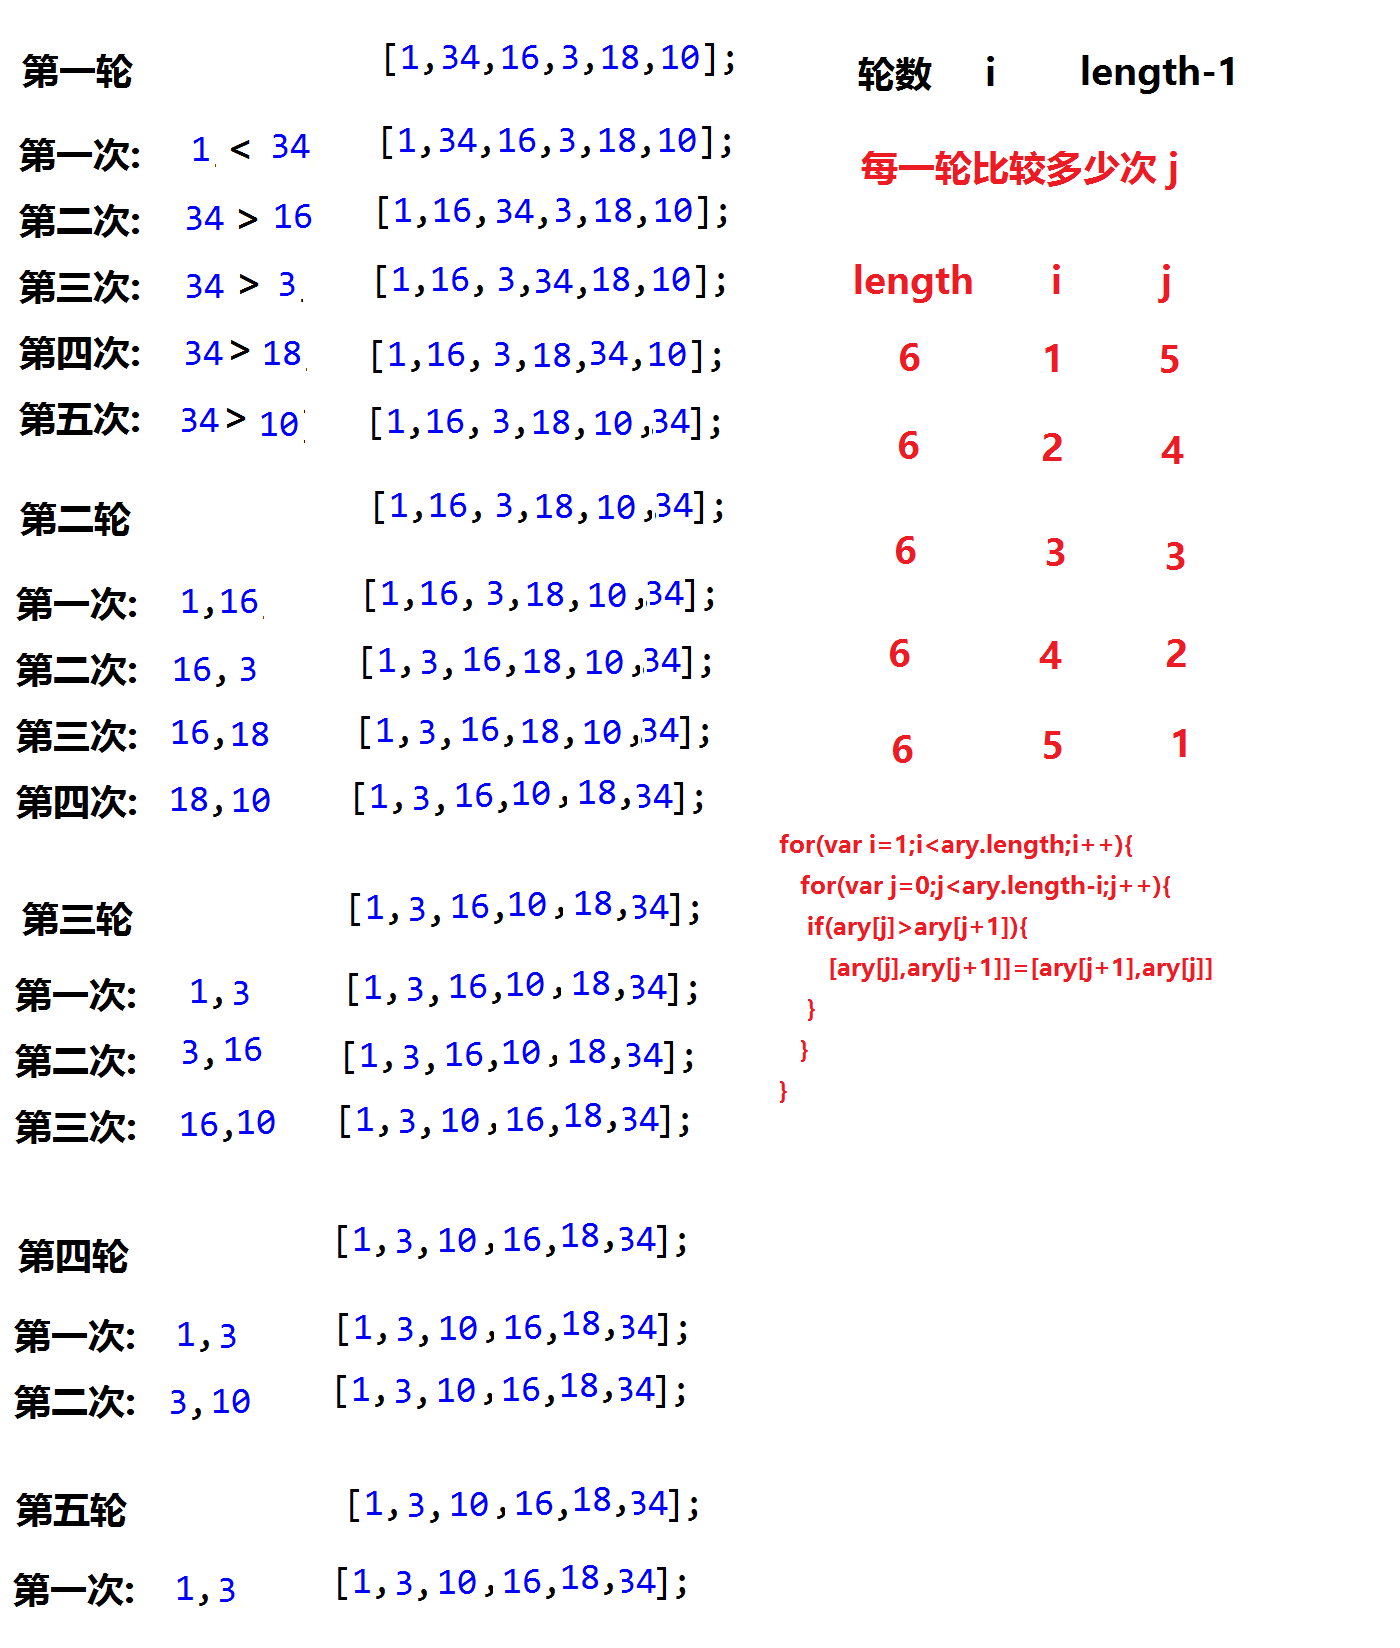 第一轮 [1,34,16,3,18,10];
第一次: 1, < 34 [1,34,16,3,18,10];
第二次: 34 > 16 [1,16,34,3,18,10];
第三次: 34 > 3, [1,16, 3,34,18,10];
第四次: 34 > 18, [1,16, 3,18,34,10];
第五次: 34 > 10 [1,16, 3,18,10,34];
第二轮 [1,16, 3,18,10,34];
第一次: 1,16, [1,16, 3,18,10,34];
第二次: 16, 3 [1,3,16,18,10,34];
第三次: 16,18 [1,3,16,18,10,34];
第四次: 18,10 [1,3,16,10,18,34];
第三轮 [1,3,16,10,18,34];
第一次: 1,3 [1,3,16,10,18,34];
第二次: 3,16 [1,3,16,10,18,34];
第三次: 16,10 [1,3,10,16,18,34];
第四轮 [1,3,10,16,18,34];
第一次: 1,3 [1,3,10,16,18,34];
第二次: 3,10 [1,3,10,16,18,34];
第五轮 [1,3,10,16,18,34];
第一次: 1,3 [1,3,10,16,18,34];
轮数 i length-1
每一轮比较多少次 j
length i j
6 1 5
6 2 4
6 3 3
6 4 2
6 5 1
for(var i=1;i<ary.length;i++){
for(var j=0;j<ary.length-i;j++){
if(ary[j]>ary[j+1]){
[ary[j],ary[j+1]]=[ary[j+1],ary[j]]
}
}
}